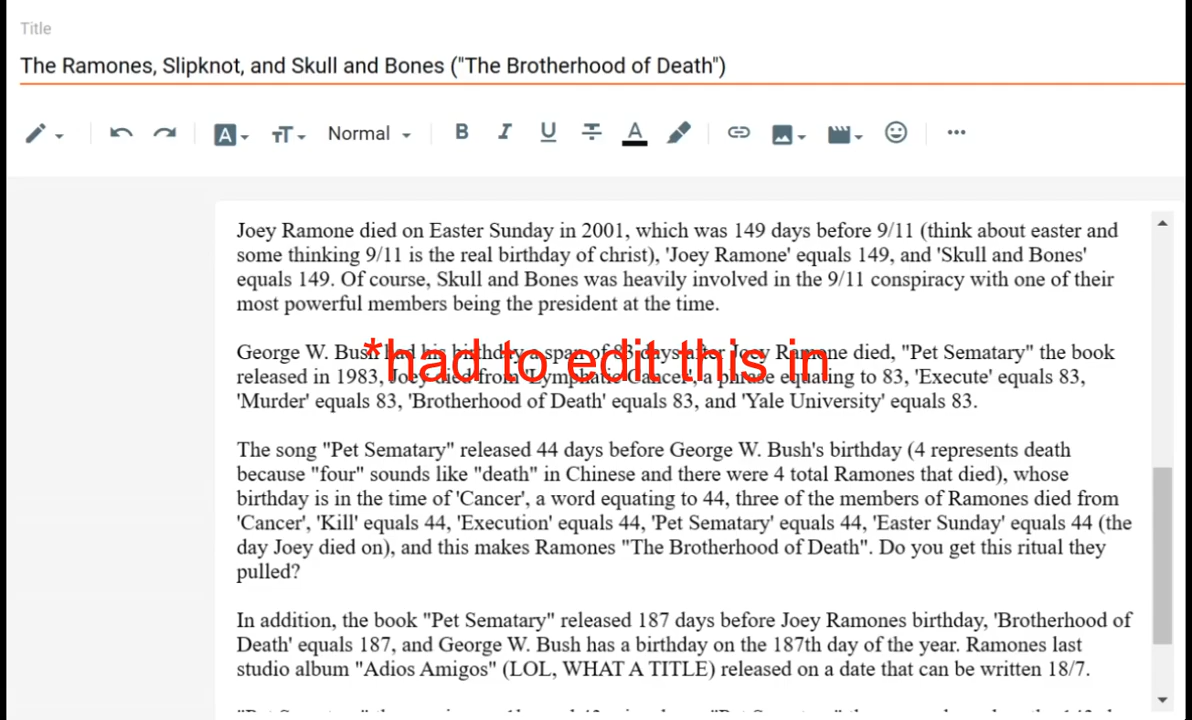 Title
The Ramones, Slipknot, and Skull and Bones ("The Brotherhood of Death")
A TT Normal B I U A
Joey Ramone died on Easter Sunday in 2001, which was 149 days before 9/11 (think about easter and
some thinking 9/11 is the real birthday of christ), 'Joey Ramone' equals 149, and 'Skull and Bones'
equals 149. Of course, Skull and Bones was heavily involved in the 9/11 conspiracy with one of their
most powerful members being the president at the time.
*had to edit this in
George W. Bush had his birthday a span of 83 days after Joey Ramone died, "Pet Sematary" the book
released in 1983, Joey died from 'Lymphatic Cancer', a phrase equating to 83, 'Execute' equals 83,
'Murder' equals 83, 'Brotherhood of Death' equals 83, and 'Yale University' equals 83.
The song "Pet Sematary" released 44 days before George W. Bush's birthday (4 represents death
because "four" sounds like "death" in Chinese and there were 4 total Ramones that died), whose
birthday is in the time of 'Cancer', a word equating to 44, three of the members of Ramones died from
'Cancer', 'Kill' equals 44, 'Execution' equals 44, 'Pet Sematary' equals 44, 'Easter Sunday' equals 44 (the
day Joey died on), and this makes Ramones "The Brotherhood of Death". Do you get this ritual they
pulled?
In addition, the book "Pet Sematary" released 187 days before Joey Ramones birthday, 'Brotherhood of
Death' equals 187, and George W. Bush has a birthday on the 187th day of the year. Ramones last
studio album "Adios Amigos" (LOL, WHAT A TITLE) released on a date that can be written 18/7.